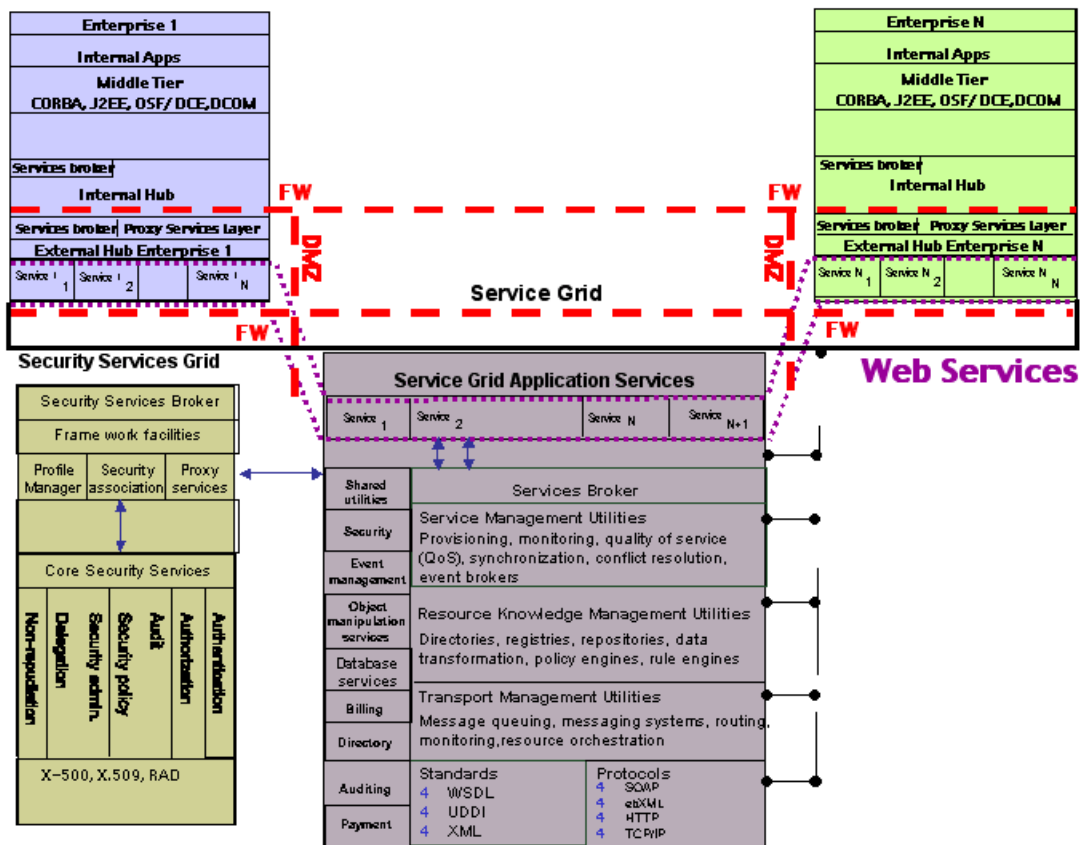 Enterprise 1
Internal Apps
Middle Tier
CORBA, J2EE, OSF/ DCE,DCOM
Services broker
Internal Hub
Services broker Proxy Services Layer
External Hub Enterprise 1
Service 1 1
Service 1 2
Service 1 N
Enterprise N
Internal Apps
Middle Tier
CORBA, J2EE, OSF/ DCE,DCOM
Services broker
Internal Hub
Services broker Proxy Services Layer
External Hub Enterprise N
Service N 1
Service N 2
Service N N
FW
FW
DMZ
DMZ
Service Grid
FW
FW
Web Services
Security Services Grid
Security Services Broker
Frame work facilities
Profile Manager
Security association
Proxy services
Core Security Services
Non-repudiation
Delegation
Security admin.
Security policy
Audit
Authorization
Authentication
X-500, X.509, RAD
Service Grid Application Services
Service 1
Service 2
Service N
Service N+1
Shared
utilities
Security
Event
management
Object
manipulation
services
Database
services
Billing
Directory
Auditing
Payment
Services Broker
Service Management Utilities
Provisioning, monitoring, quality of service
(QoS), synchronization, conflict resolution,
event brokers
Resource Knowledge Management Utilities
Directories, registries, repositories, data
transformation, policy engines, rule engines
Transport Management Utilities
Message queuing, messaging systems, routing,
monitoring,resource orchestration
Standards
4 WSDL
4 UDDI
4 XML
Protocols
4 SOAP
4 ebXML
4 HTTP
4 TCP/IP